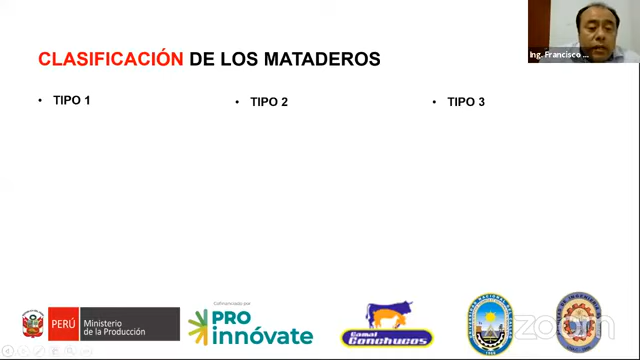 CLASIFICACIÓN DE LOS MATADEROS
Ing. Francisco ...
• TIPO 1
• TIPO 2
• TIPO 3
PERÚ
Ministerio
de la Producción
Cofinanciado por:
PRO
innóvate
Camal
Conchucos
zoom